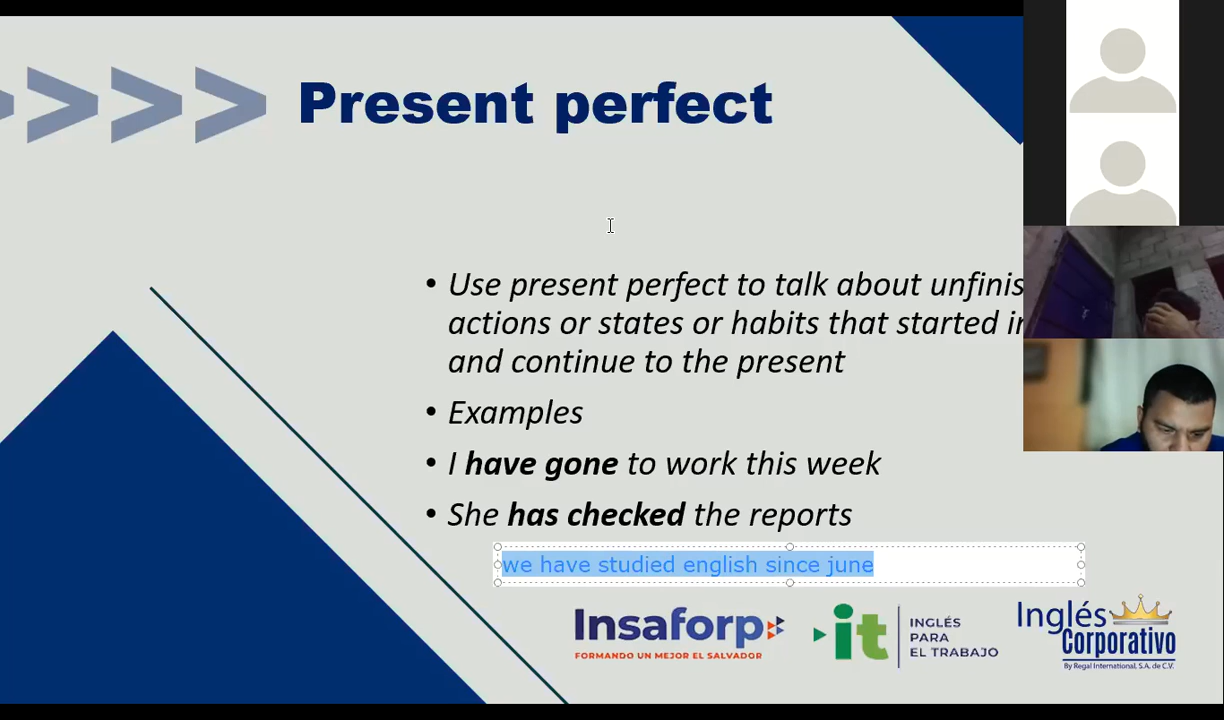 Present perfect
• Use present perfect to talk about
actions or states or habits that started
and continue to the present
• Examples
• I have gone to work this week
• She has checked the reports
we have studied english since june
Insaforp
FORMANDO UN MEJOR EL SALVADOR
it
INGLÉS
PARA
EL TRABAJO
Inglés
Corporativo
By Regal International, S.A. de C.V.